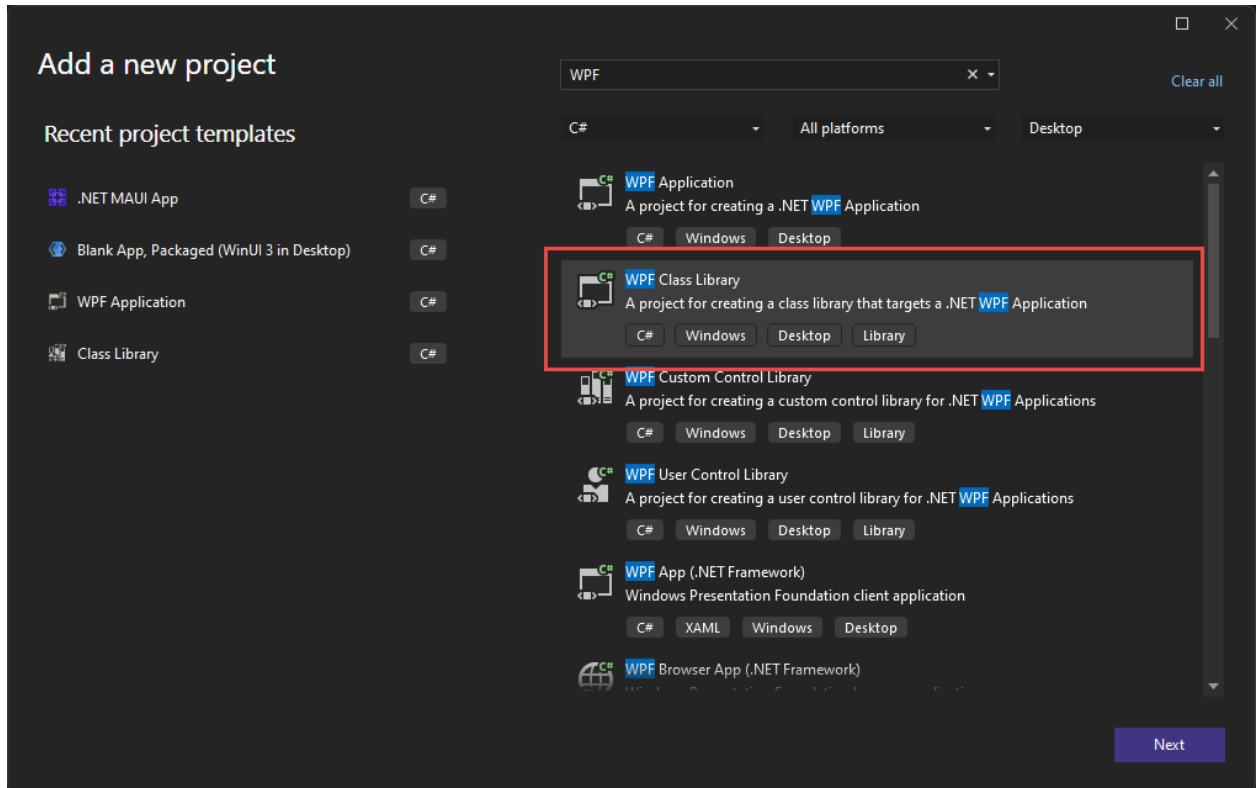 Add a new project
WPF
Clear all
Recent project templates
C#
All platforms
Desktop
.NET MAUI App
C#
Blank App, Packaged (WinUI 3 in Desktop)
C#
WPF Application
C#
Class Library
C#
WPF Application
A project for creating a .NET WPF Application
C# Windows Desktop
WPF Class Library
A project for creating a class library that targets a .NET WPF Application
C# Windows Desktop Library
WPF Custom Control Library
A project for creating a custom control library for .NET WPF Applications
C# Windows Desktop Library
WPF User Control Library
A project for creating a user control library for .NET WPF Applications
C# Windows Desktop Library
WPF App (.NET Framework)
Windows Presentation Foundation client application
C# XAML Windows Desktop
WPF Browser App (.NET Framework)
Next